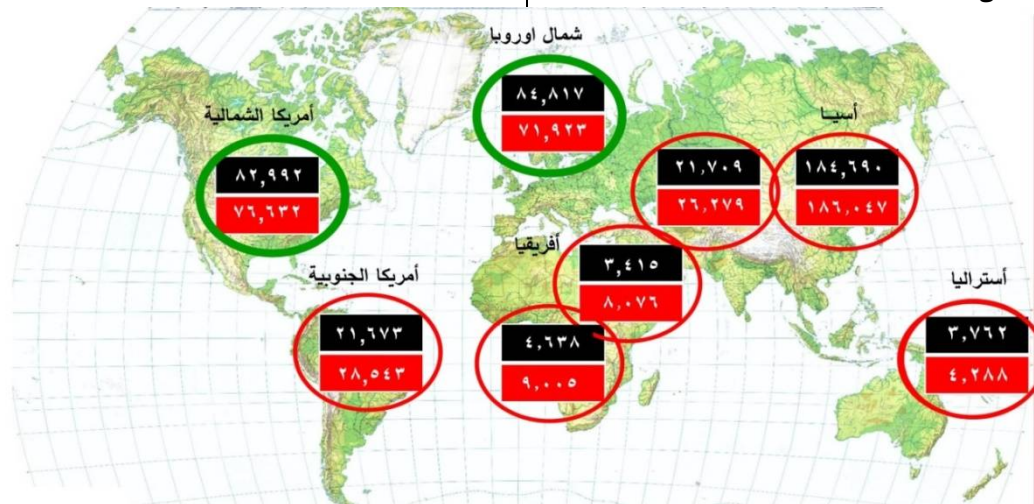 شمال اوروبا
٨٤,٨١٧
٧١,٩٢٣
أمريكا الشمالية
٨٢,٩٩٢
٧٦,٦٣٢
أسيـا
١٨٤,٦٩٠
١٨٦,٠٤٧
٢١,٧٠٩
٢٦,٢٧٩
أفريقيا
٣,٤١٥
٨,٠٧٦
٤,٦٣٨
٩,٠٠٥
أمريكا الجنوبية
٢١,٦٧٣
٢٨,٥٤٣
أستراليا
٣,٧٦٢
٤,٢٨٨